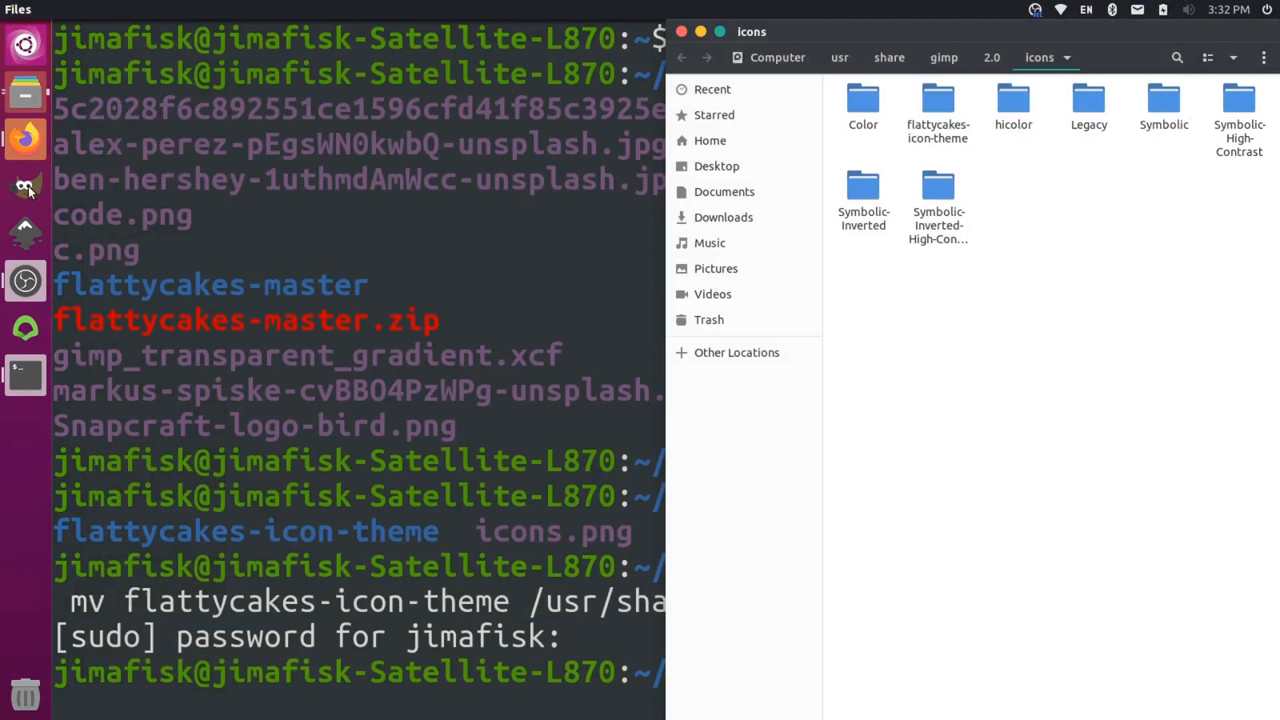 Files
EN
3:32 PM
jimafisk@jimafisk-Satellite-L870:~$
jimafisk@jimafisk-Satellite-L870:~/
5c2028f6c892551ce1596cfd41f85c3925e
alex-perez-pEgsWN0kwbQ-unsplash.jpg
ben-hershey-1uthmdAmWcc-unsplash.jp
code.png
c.png
flattycakes-master
flattycakes-master.zip
gimp_transparent_gradient.xcf
markus-spiske-cvBBO4PzWPg-unsplash.
Snapcraft-logo-bird.png
jimafisk@jimafisk-Satellite-L870:~/
jimafisk@jimafisk-Satellite-L870:~/
flattycakes-icon-theme icons.png
jimafisk@jimafisk-Satellite-L870:~/
mv flattycakes-icon-theme /usr/sha
[sudo] password for jimafisk:
jimafisk@jimafisk-Satellite-L870:~/
icons
Computer usr share gimp 2.0 icons
Recent
Starred
Home
Desktop
Documents
Downloads
Music
Pictures
Videos
Trash
Other Locations
Color
flattycakes-
icon-theme
hicolor
Legacy
Symbolic
Symbolic-
High-
Contrast
Symbolic-
Inverted
Symbolic-
Inverted-
High-Con...